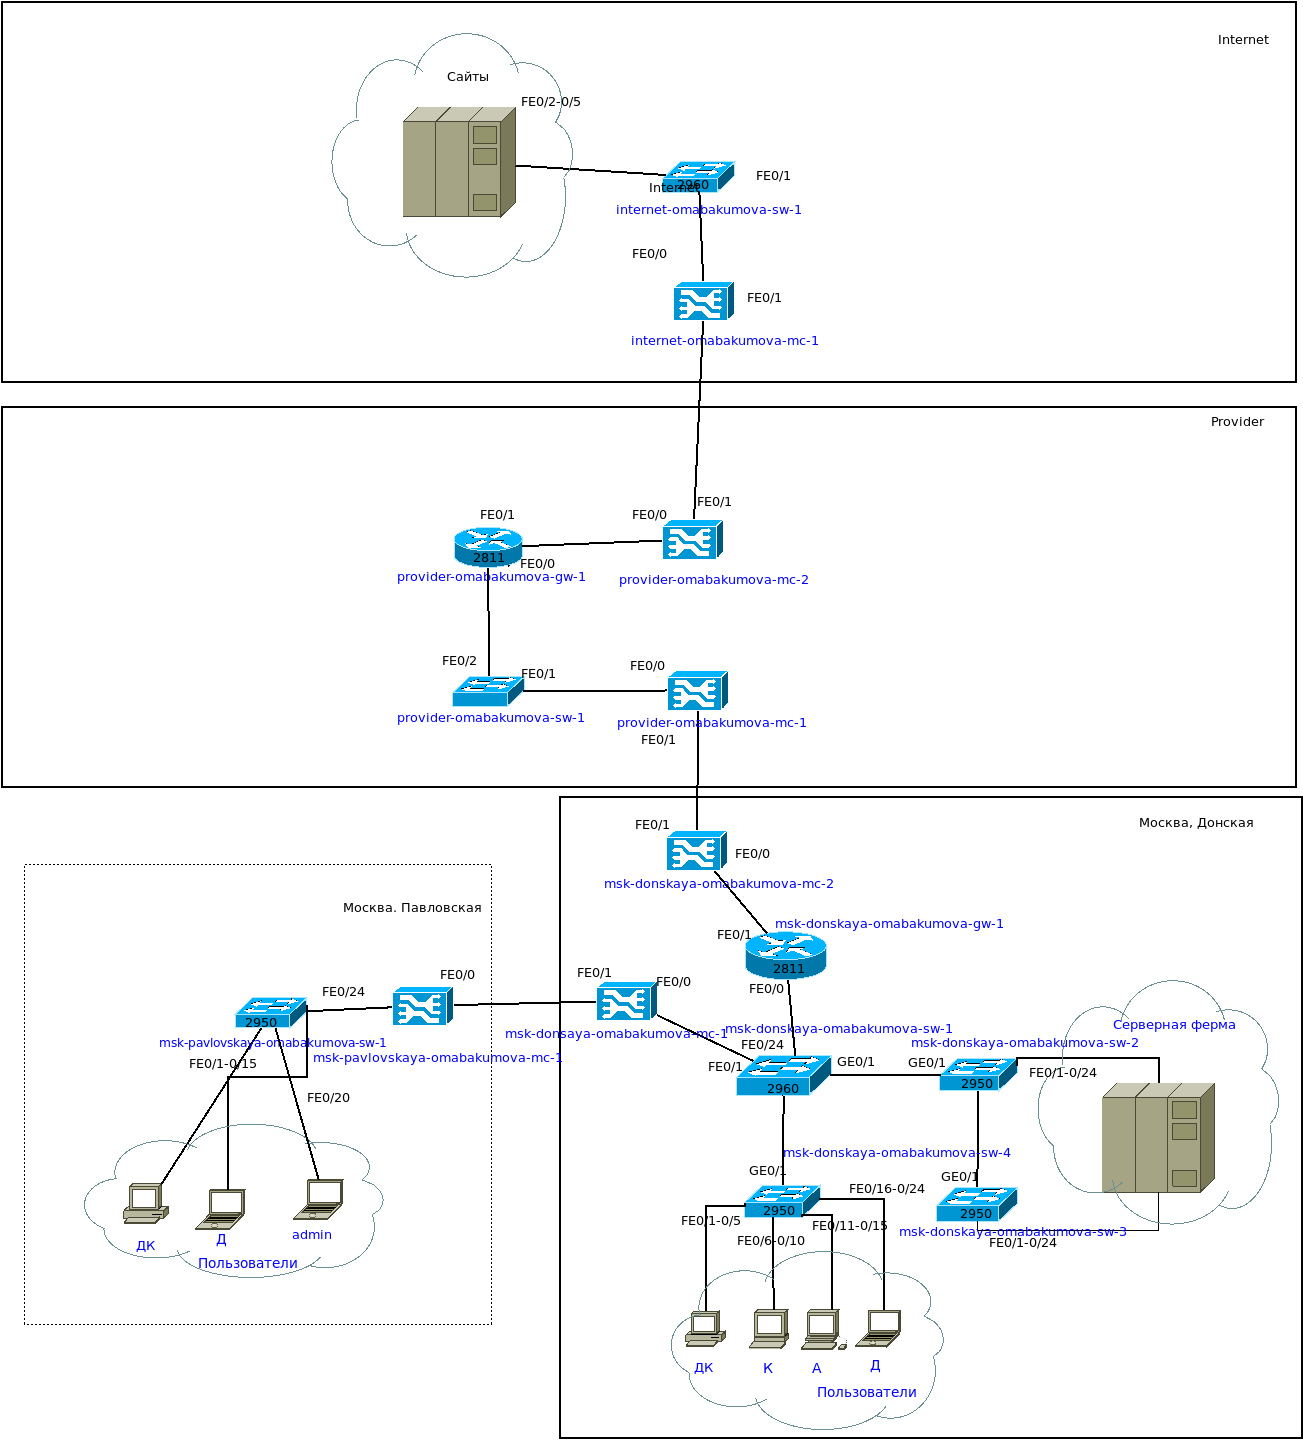 Internet
Сайты
FE0/2-0/5
FE0/1
2960
Internet
internet-omabakumova-sw-1
FE0/0
FE0/1
internet-omabakumova-mc-1
Provider
FE0/1
FE0/1
FE0/0
2811
FE0/0
provider-omabakumova-gw-1
provider-omabakumova-mc-2
FE0/2
FE0/1
FE0/0
provider-omabakumova-sw-1
provider-omabakumova-mc-1
FE0/1
Москва, Донская
FE0/1
FE0/0
msk-donskaya-omabakumova-mc-2
msk-donskaya-omabakumova-gw-1
FE0/1
2811
FE0/0
Москва. Павловская
FE0/0
FE0/24
2950
msk-pavlovskaya-omabakumova-sw-1
msk-pavlovskaya-omabakumova-mc-1
FE0/1-0/15
FE0/20
ДК
Д
admin
Пользователи
FE0/1
FE0/0
msk-donsaya-omabakumova-mc-1
msk-donskaya-omabakumova-sw-1
FE0/24
FE0/1
2960
GE0/1
GE0/1
msk-donskaya-omabakumova-sw-2
2950
Серверная ферма
FE0/1-0/24
msk-donskaya-omabakumova-sw-4
GE0/1
2950
GE0/1
2950
msk-donskaya-omabakumova-sw-3
FE0/1-0/24
FE0/1-0/5
FE0/6-0/10
FE0/11-0/15
FE0/16-0/24
ДК
К
А
Д
Пользователи